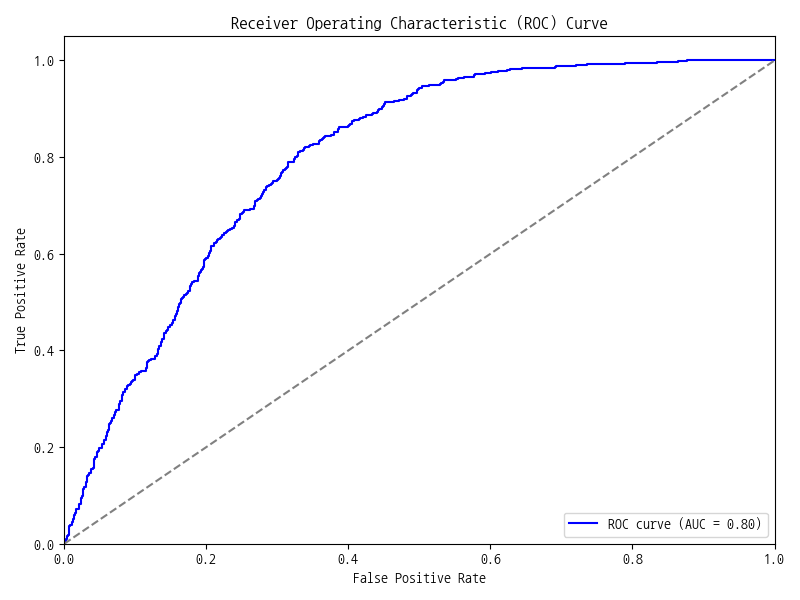 Receiver Operating Characteristic (ROC) Curve
True Positive Rate
1.0
0.8
0.6
0.4
0.2
0.0
0.0 0.2 0.4 0.6 0.8 1.0
False Positive Rate
ROC curve (AUC = 0.80)